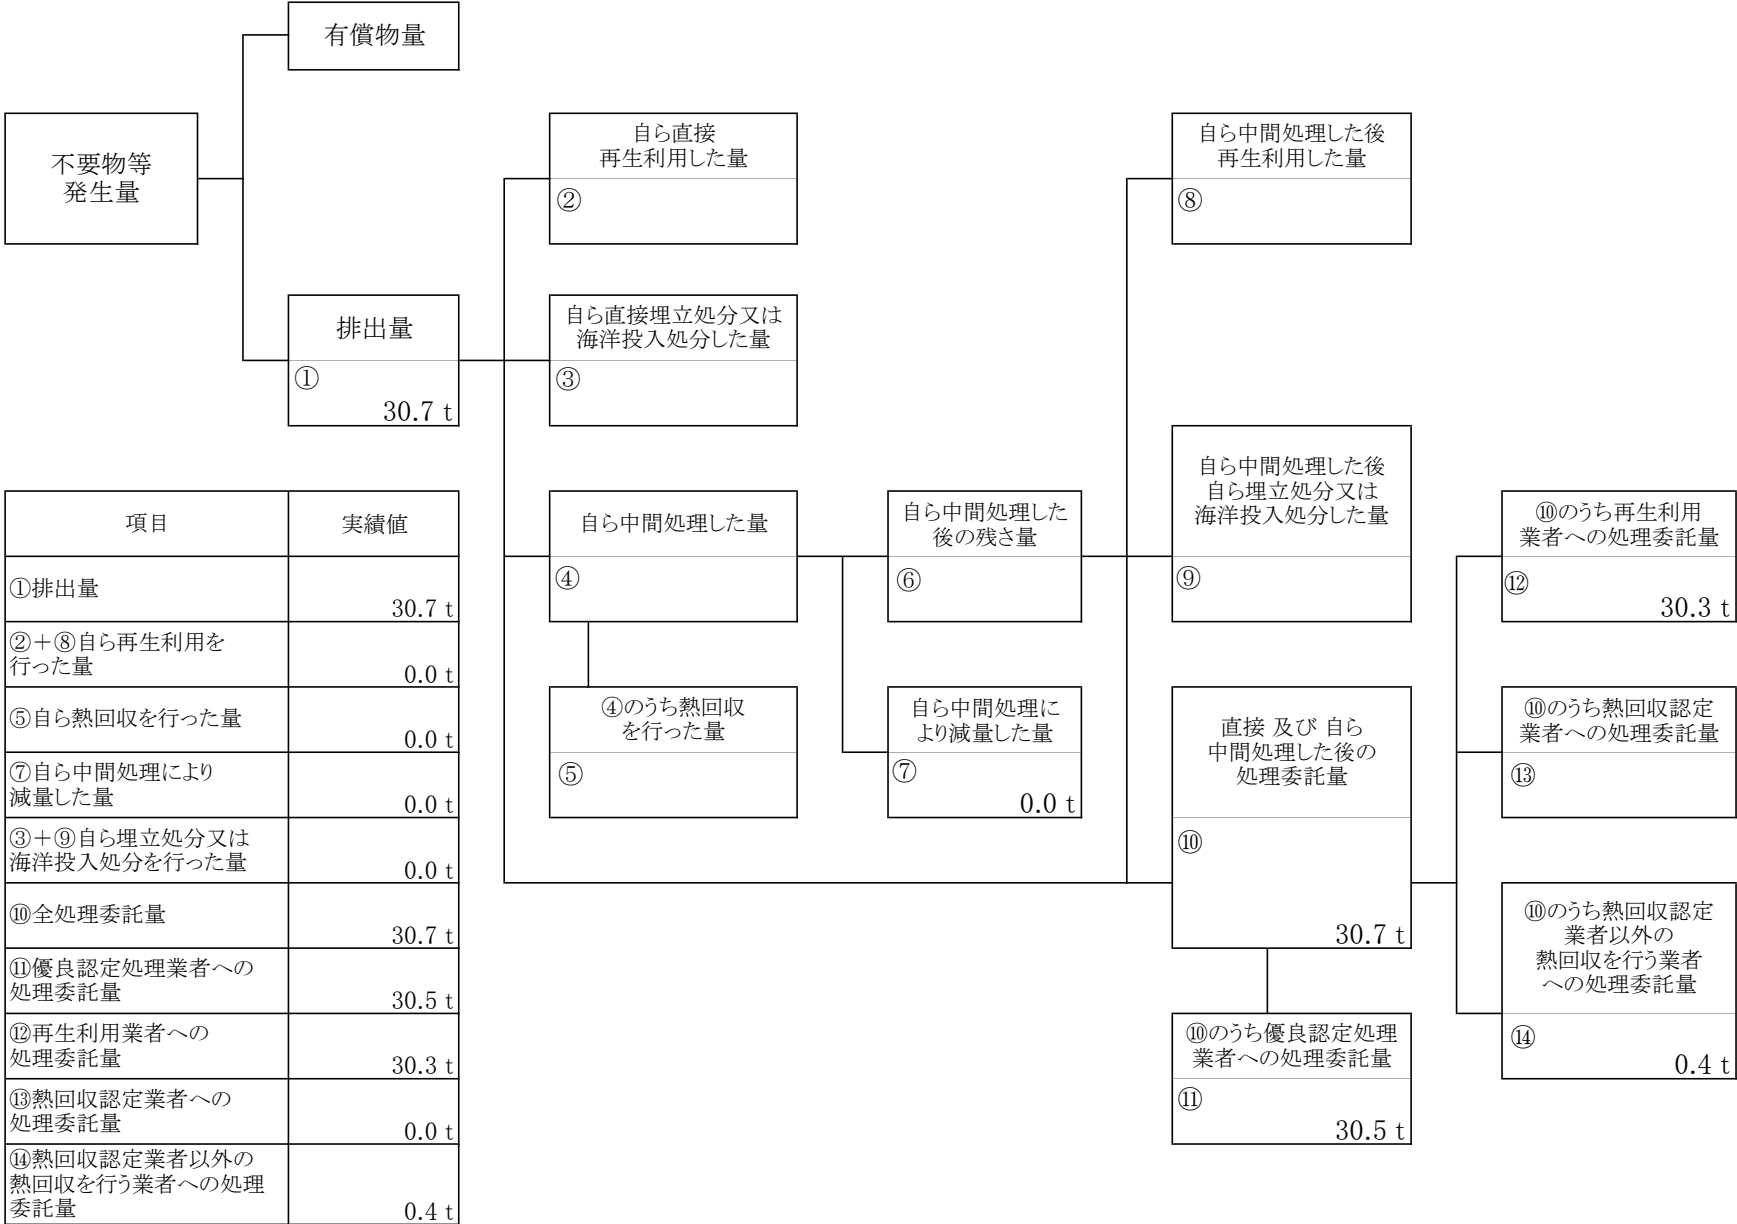 有償物量
不要物等
発生量
自ら直接
再生利用した量
②
自ら中間処理した後
再生利用した量
⑧
排出量
①
30.7 t
自ら直接埋立処分又は
海洋投入処分した量
③
自ら中間処理した量
④
自ら中間処理した
後の残さ量
⑥
自ら中間処理した後
自ら埋立処分又は
海洋投入処分した量
⑨
⑩のうち再生利用
業者への処理委託量
⑫
30.3 t
④のうち熱回収
を行った量
⑤
自ら中間処理に
より減量した量
⑦
0.0 t
直接 及び 自ら
中間処理した後の
処理委託量
⑩
30.7 t
⑩のうち熱回収認定
業者への処理委託量
⑬
⑩のうち熱回収認定
業者以外の
熱回収を行う業者
への処理委託量
⑭
0.4 t
⑩のうち優良認定処理
業者への処理委託量
⑪
30.5 t
項目 実績値
①排出量
30.7 t
②＋⑧自ら再生利用を
行った量
0.0 t
⑤自ら熱回収を行った量
0.0 t
⑦自ら中間処理により
減量した量
0.0 t
③＋⑨自ら埋立処分又は
海洋投入処分を行った量
0.0 t
⑩全処理委託量
30.7 t
⑪優良認定処理業者への
処理委託量
30.5 t
⑫再生利用業者への
処理委託量
30.3 t
⑬熱回収認定業者への
処理委託量
0.0 t
⑭熱回収認定業者以外の
熱回収を行う業者への処理
委託量
0.4 t